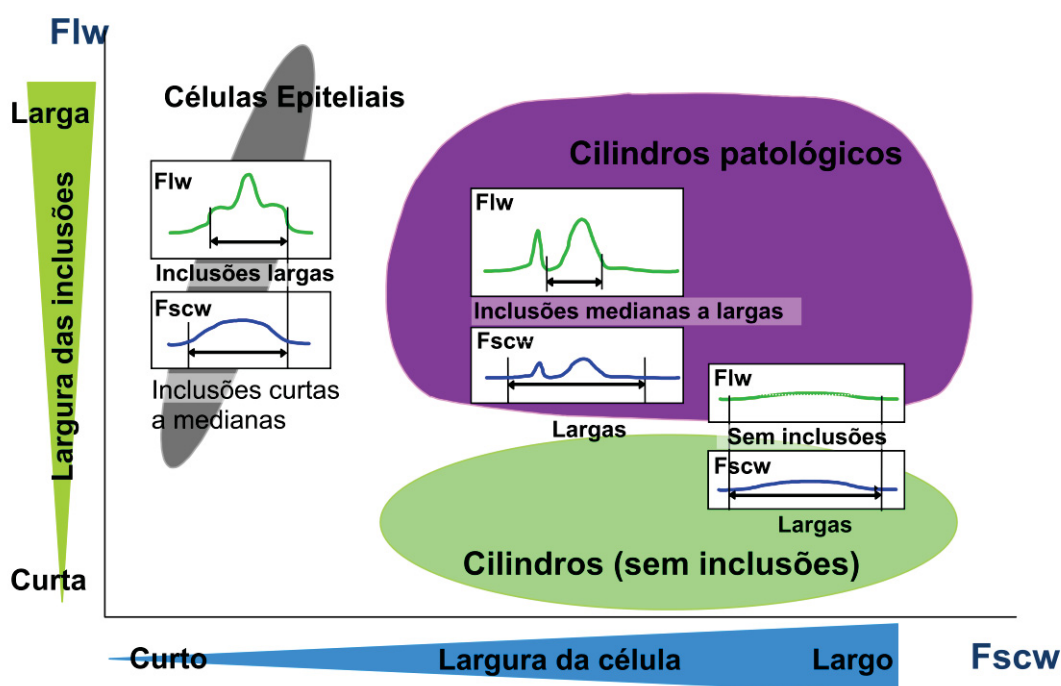 Flw
Larga
Largura das inclusões
Curta
Células Epiteliais
Flw
Inclusões largas
Fscw
Inclusões curtas
a medianas
Cilindros patológicos
Flw
Inclusões medianas a largas
Fscw
Largas
Flw
Sem inclusões
Fscw
Largas
Cilindros (sem inclusões)
Curto
Largura da célula
Largo
Fscw